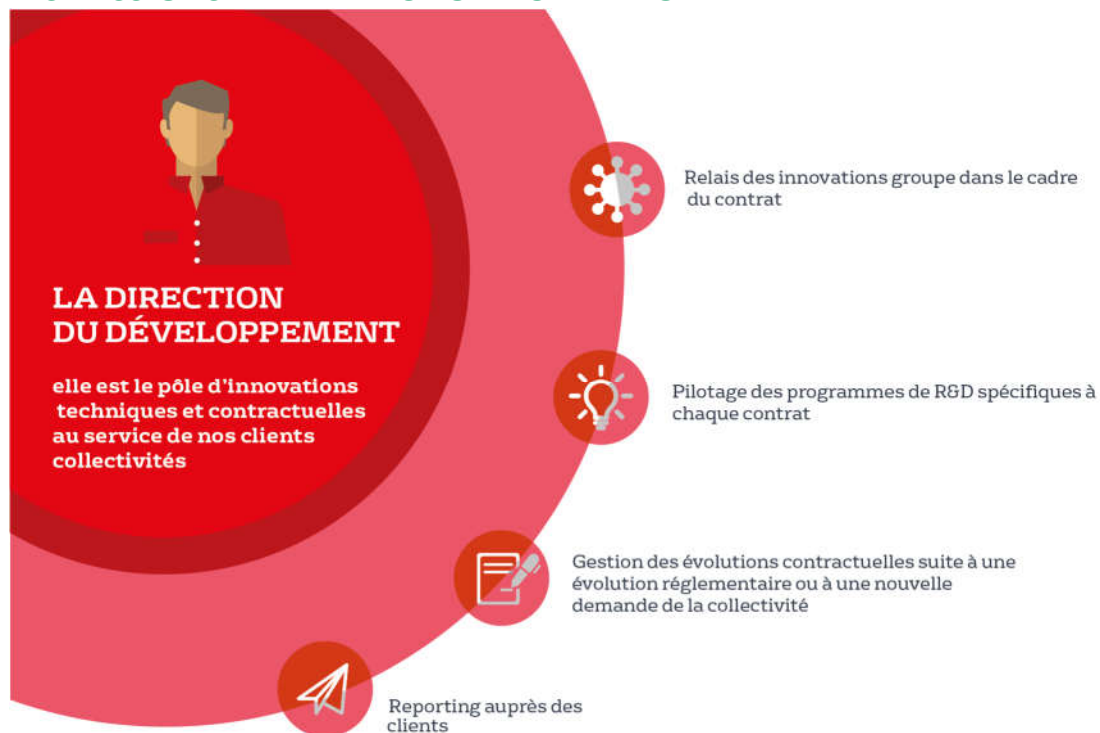 LA DIRECTION
DU DÉVELOPPEMENT
elle est le pôle d'innovations
techniques et contractuelles
au service de nos clients
collectivités
Relais des innovations groupe dans le cadre
du contrat
Pilotage des programmes de R&D spécifiques à
chaque contrat
Gestion des évolutions contractuelles suite à une
évolution réglementaire ou à une nouvelle
demande de la collectivité
Reporting auprès des
clients